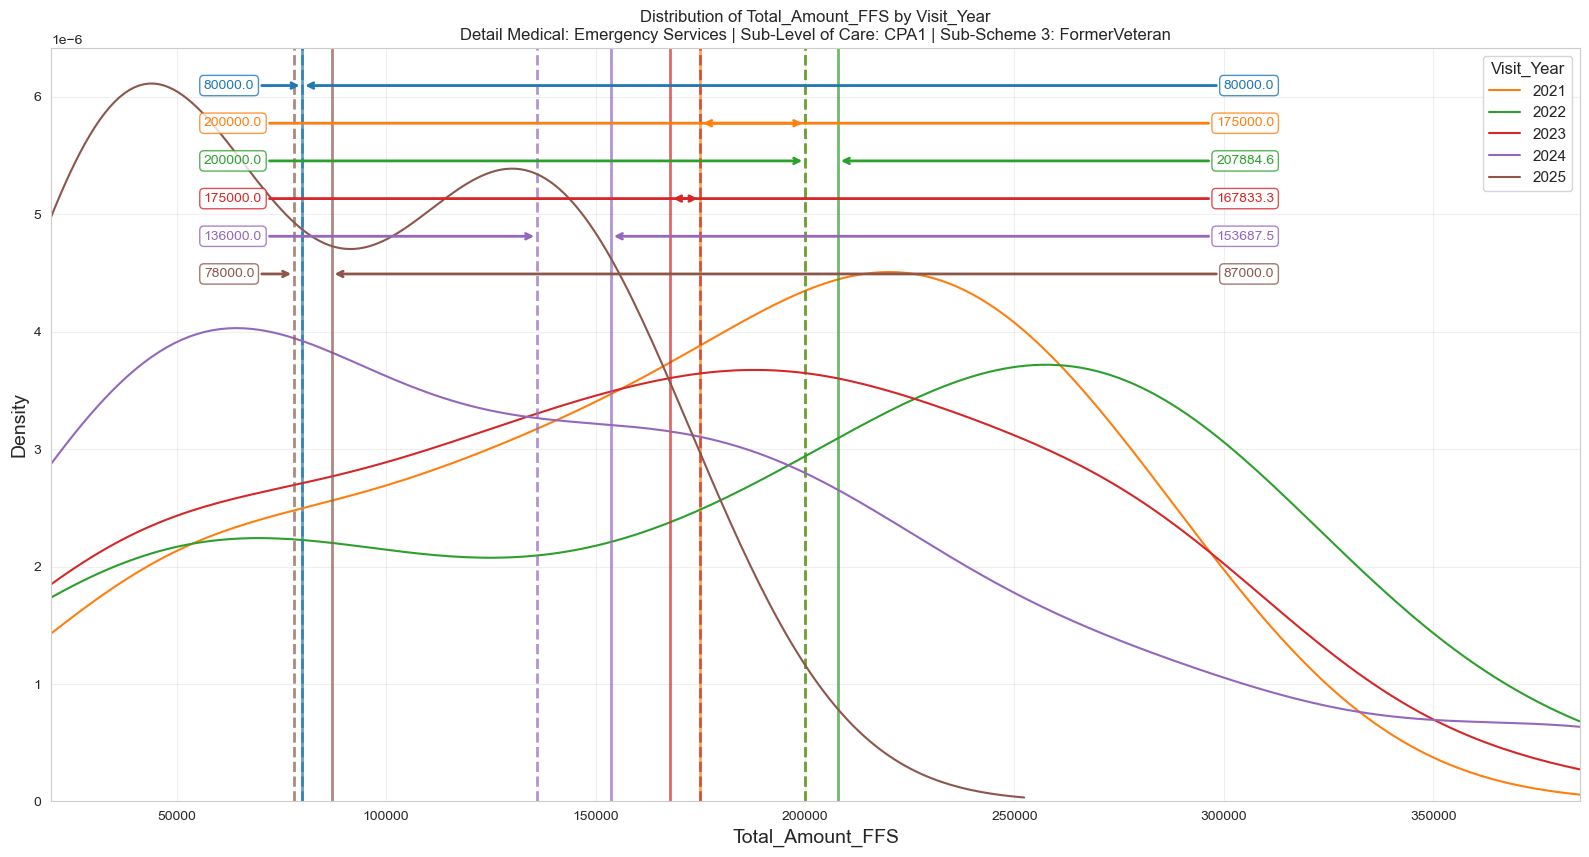 Distribution of Total_Amount_FFS by Visit_Year
Detail Medical: Emergency Services | Sub-Level of Care: CPA1 | Sub-Scheme 3: FormerVeteran
1e−6
Visit_Year
2021
2022
2023
2024
2025
80000.0 80000.0
200000.0 175000.0
200000.0 207884.6
175000.0 167833.3
136000.0 153687.5
78000.0 87000.0
6
5
4
3
2
1
0
Density
50000 100000 150000 200000 250000 300000 350000
Total_Amount_FFS